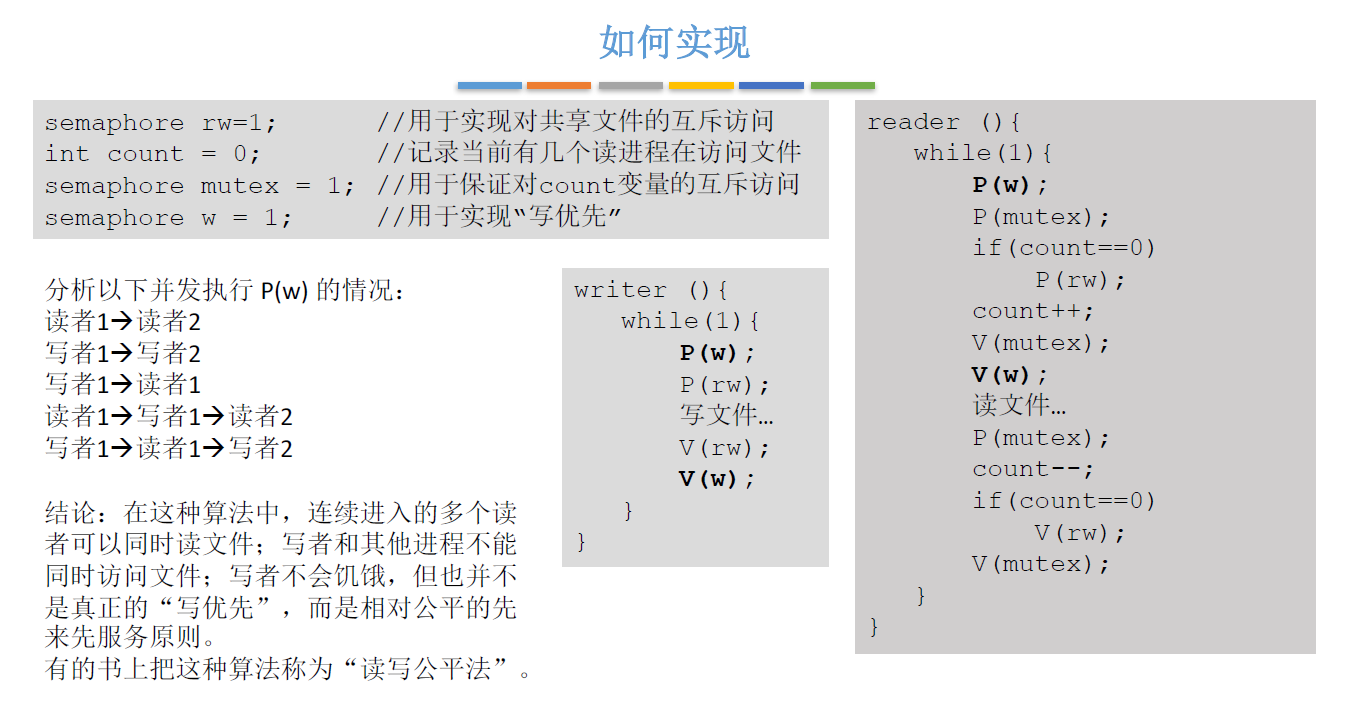 如何实现
semaphore rw=1; //用于实现对共享文件的互斥访问
int count = 0; //记录当前有几个读进程在访问文件
semaphore mutex = 1; //用于保证对count变量的互斥访问
semaphore w = 1; //用于实现“写优先”
分析以下并发执行 P(w) 的情况：
读者1→读者2
写者1→写者2
写者1→读者1
读者1→写者1→读者2
写者1→读者1→写者2
结论：在这种算法中，连续进入的多个读
者可以同时读文件；写者和其他进程不能
同时访问文件；写者不会饥饿，但也并不
是真正的“写优先”，而是相对公平的先
来先服务原则。
有的书上把这种算法称为“读写公平法”。
writer (){
while(1){
P(w);
P(rw);
写文件…
V(rw);
V(w);
}
}
reader (){
while(1){
P(w);
P(mutex);
if(count==0)
P(rw);
count++;
V(mutex);
V(w);
读文件…
P(mutex);
count--;
if(count==0)
V(rw);
V(mutex);
}
}